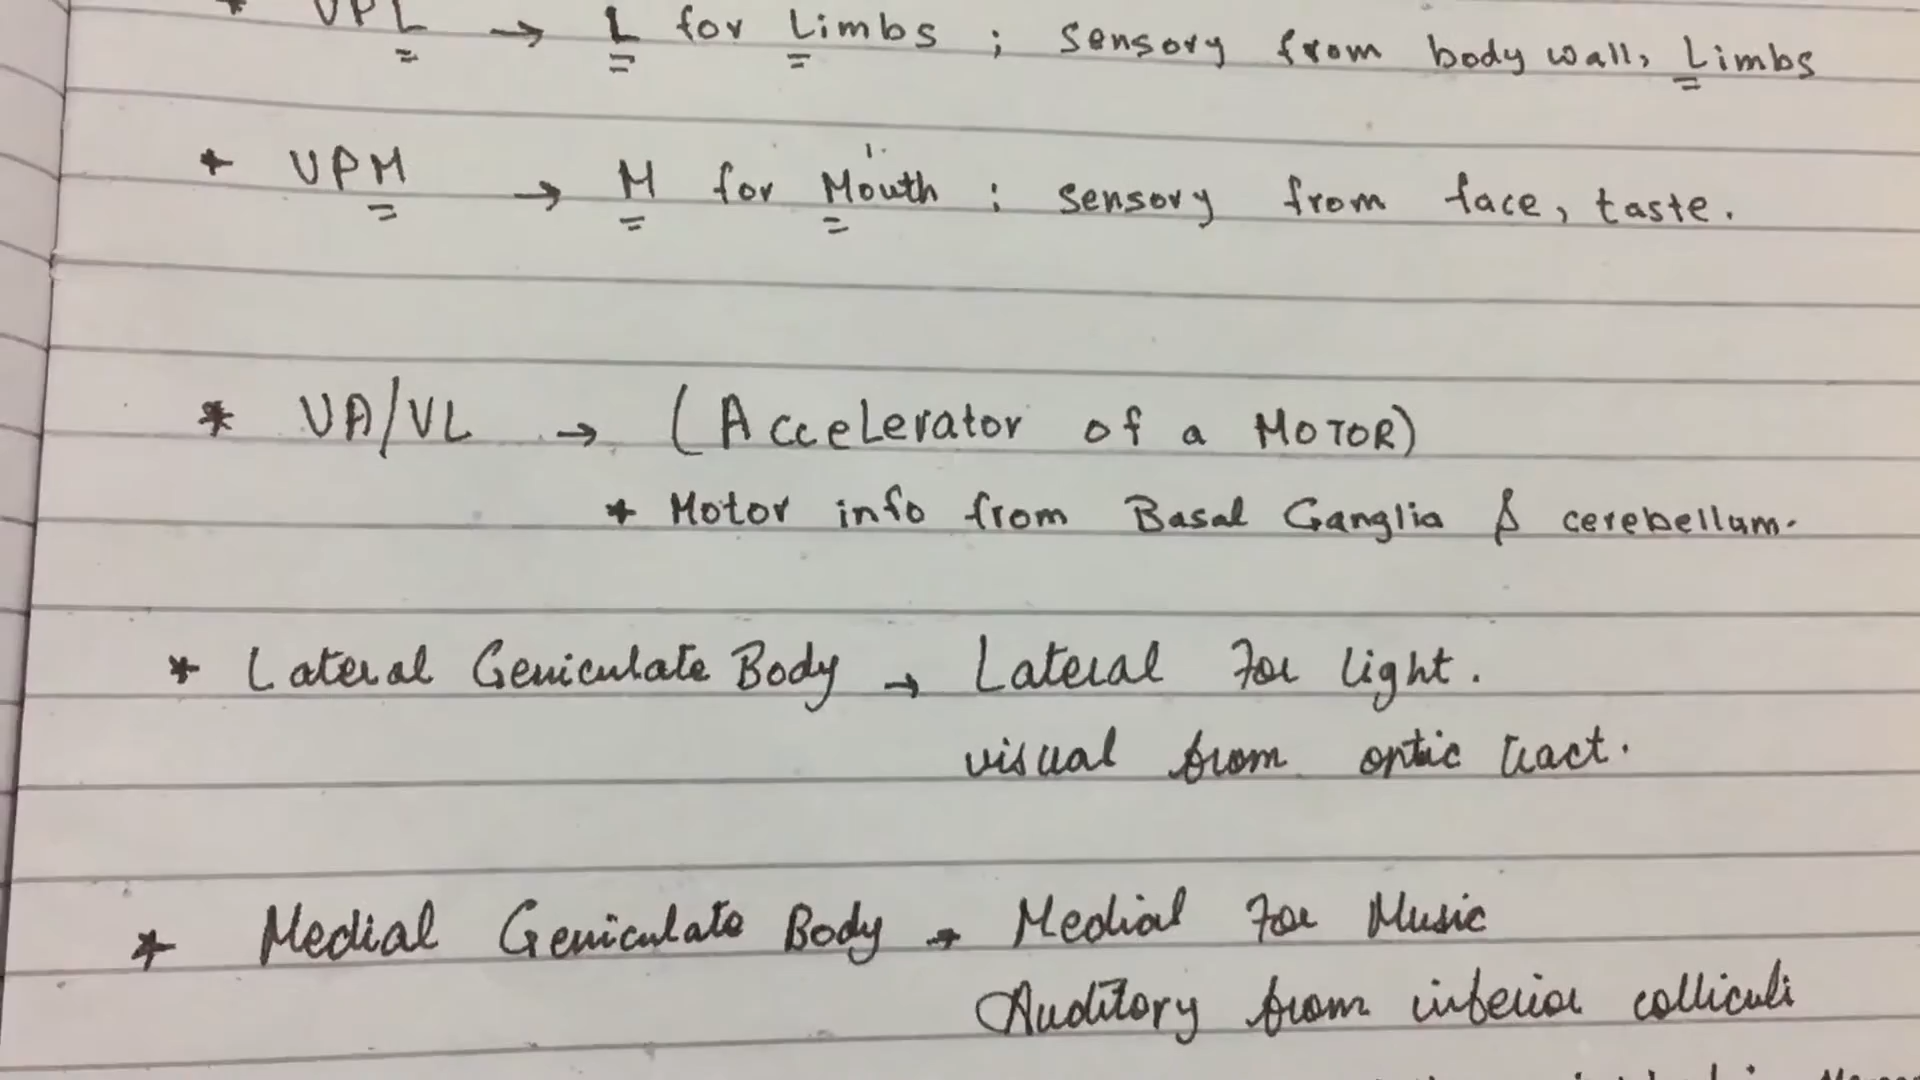 * VPL → L for Limbs ; sensory from body wall, Limbs
* VPM → M for Mouth : sensory from face, taste.
* VA/VL → (Accelerator of a MOTOR)
* Motor info from Basal Ganglia & cerebellum.
* Lateral Geniculate Body → Lateral For light.
visual from optic tract.
* Medial Geniculate Body → Medial For Music
Auditory from inferior colliculi